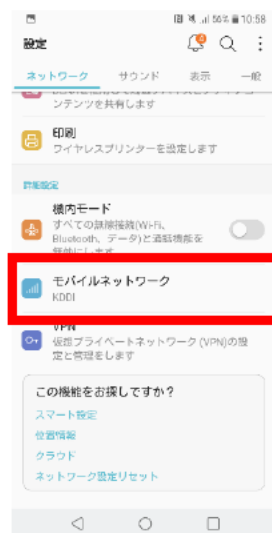 56% 10:58
設定
ネットワーク サウンド 表示 一般
ンテンツを共有します
印刷
ワイヤレスプリンターを設定します
詳細設定
機内モード
すべての無線接続(Wi-Fi、
Bluetooth、データ)と通話機能を
無効にします
モバイルネットワーク
KDDI
VPN
仮想プライベートネットワーク (VPN)の設
定と管理をします
この機能をお探しですか？
スマート設定
位置情報
クラウド
ネットワーク設定リセット